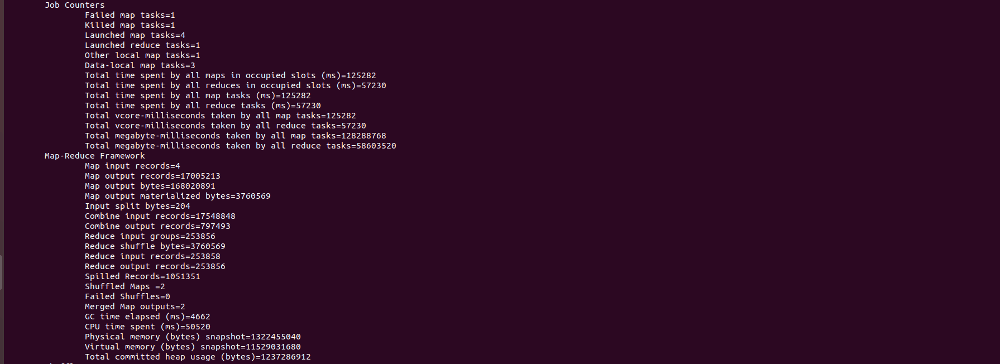 Job Counters
Failed map tasks=1
Killed map tasks=1
Launched map tasks=4
Launched reduce tasks=1
Other local map tasks=1
Data-local map tasks=3
Total time spent by all maps in occupied slots (ms)=125282
Total time spent by all reduces in occupied slots (ms)=57230
Total time spent by all map tasks (ms)=125282
Total time spent by all reduce tasks (ms)=57230
Total vcore-milliseconds taken by all map tasks=125282
Total vcore-milliseconds taken by all reduce tasks=57230
Total megabyte-milliseconds taken by all map tasks=128288768
Total megabyte-milliseconds taken by all reduce tasks=58603520
Map-Reduce Framework
Map input records=4
Map output records=17005213
Map output bytes=168020891
Map output materialized bytes=3760569
Input split bytes=204
Combine input records=17548848
Combine output records=797493
Reduce input groups=253856
Reduce shuffle bytes=3760569
Reduce input records=253858
Reduce output records=253856
Spilled Records=1051351
Shuffled Maps =2
Failed Shuffles=0
Merged Map outputs=2
GC time elapsed (ms)=4662
CPU time spent (ms)=50520
Physical memory (bytes) snapshot=1322455040
Virtual memory (bytes) snapshot=11529031680
Total committed heap usage (bytes)=1237286912